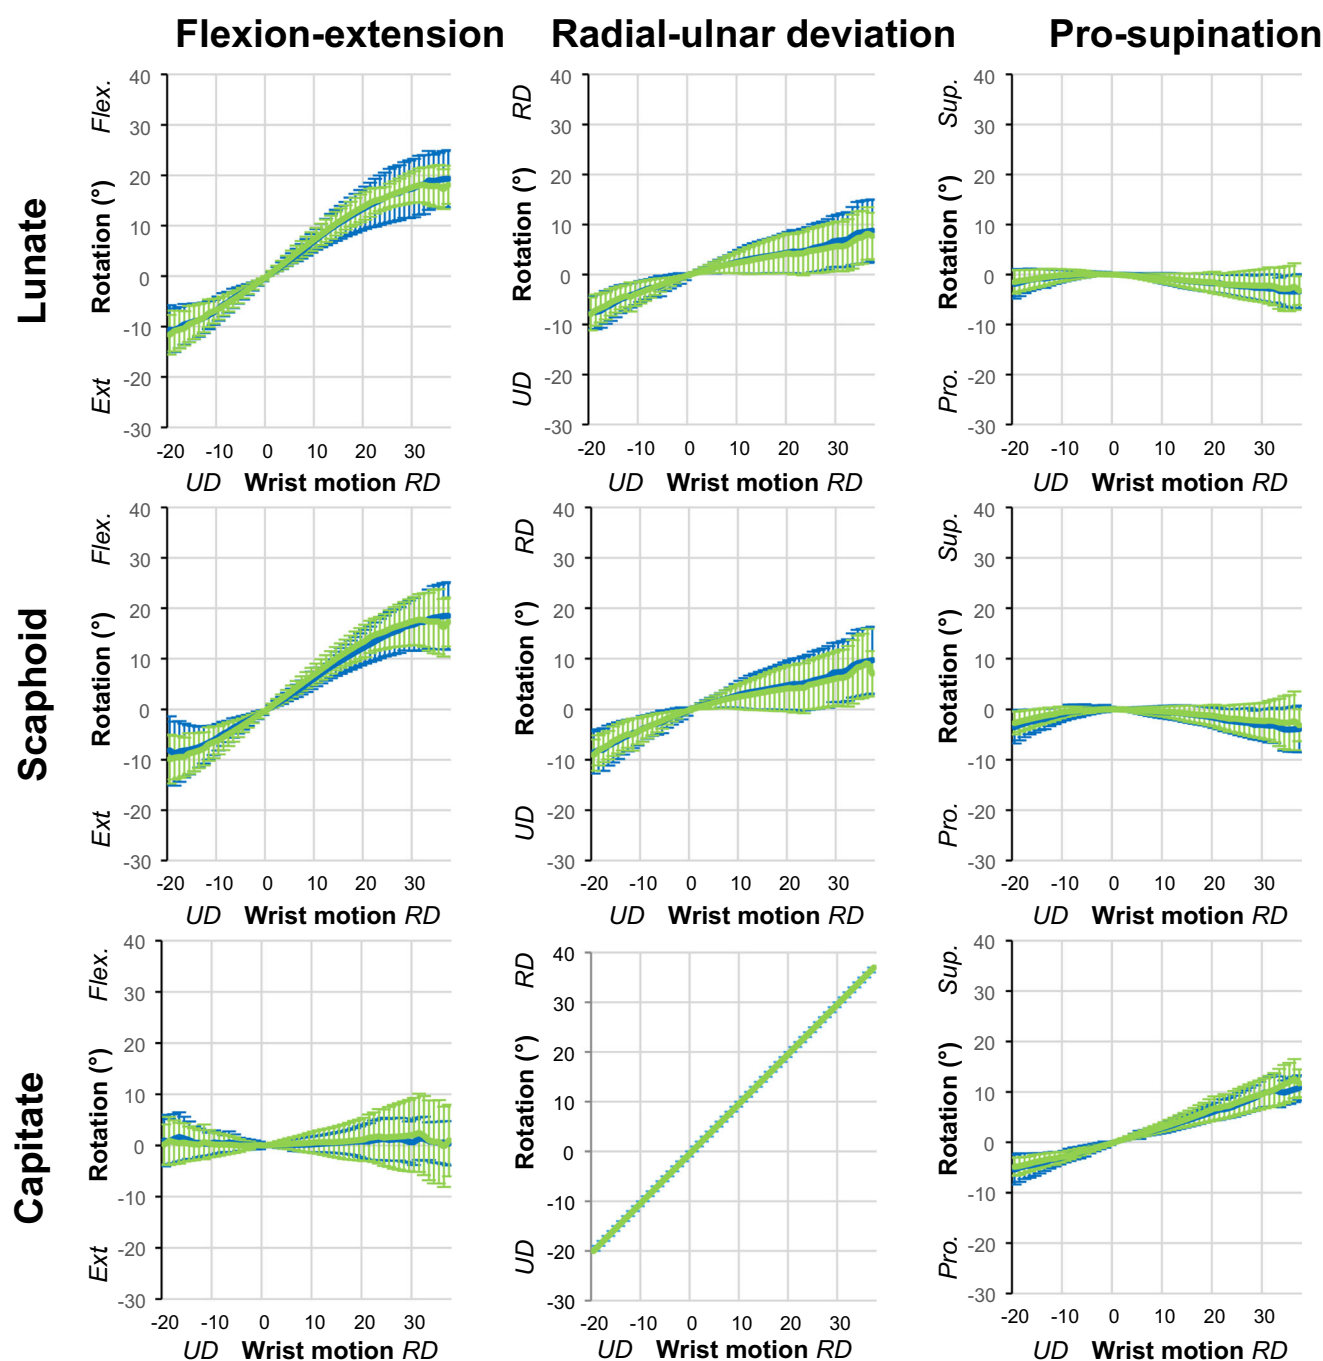 Flexion-extension Radial-ulnar deviation Pro-supination
Lunate
Flex. Rotation (°) Ext
40
30
20
10
0
-10
-20
-30
-20 -10 0 10 20 30
UD Wrist motion RD
RD Rotation (°) UD
40
30
20
10
0
-10
-20
-30
-20 -10 0 10 20 30
UD Wrist motion RD
Sup. Rotation (°) Pro.
40
30
20
10
0
-10
-20
-30
-20 -10 0 10 20 30
UD Wrist motion RD
Scaphoid
Flex. Rotation (°) Ext
40
30
20
10
0
-10
-20
-30
-20 -10 0 10 20 30
UD Wrist motion RD
RD Rotation (°) UD
40
30
20
10
0
-10
-20
-30
-20 -10 0 10 20 30
UD Wrist motion RD
Sup. Rotation (°) Pro.
40
30
20
10
0
-10
-20
-30
-20 -10 0 10 20 30
UD Wrist motion RD
Capitate
Flex. Rotation (°) Ext
40
30
20
10
0
-10
-20
-30
-20 -10 0 10 20 30
UD Wrist motion RD
RD Rotation (°) UD
40
30
20
10
0
-10
-20
-30
-20 -10 0 10 20 30
UD Wrist motion RD
Sup. Rotation (°) Pro.
40
30
20
10
0
-10
-20
-30
-20 -10 0 10 20 30
UD Wrist motion RD